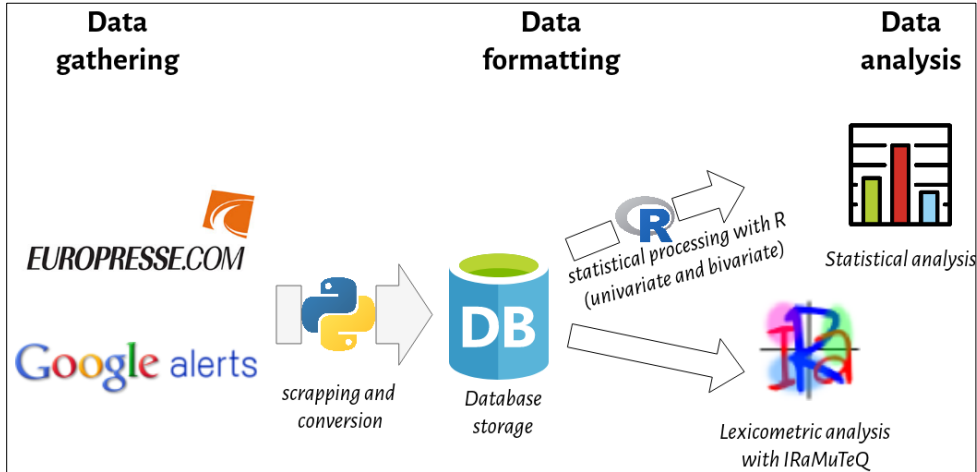 Data
gathering
Data
formatting
Data
analysis
EUROPRESSE.COM
Google alerts
scrapping and
conversion
DB
Database
storage
R
statistical processing with R
(univariate and bivariate)
Statistical analysis
IRa
Lexicometric analysis
with IRaMuTeQ